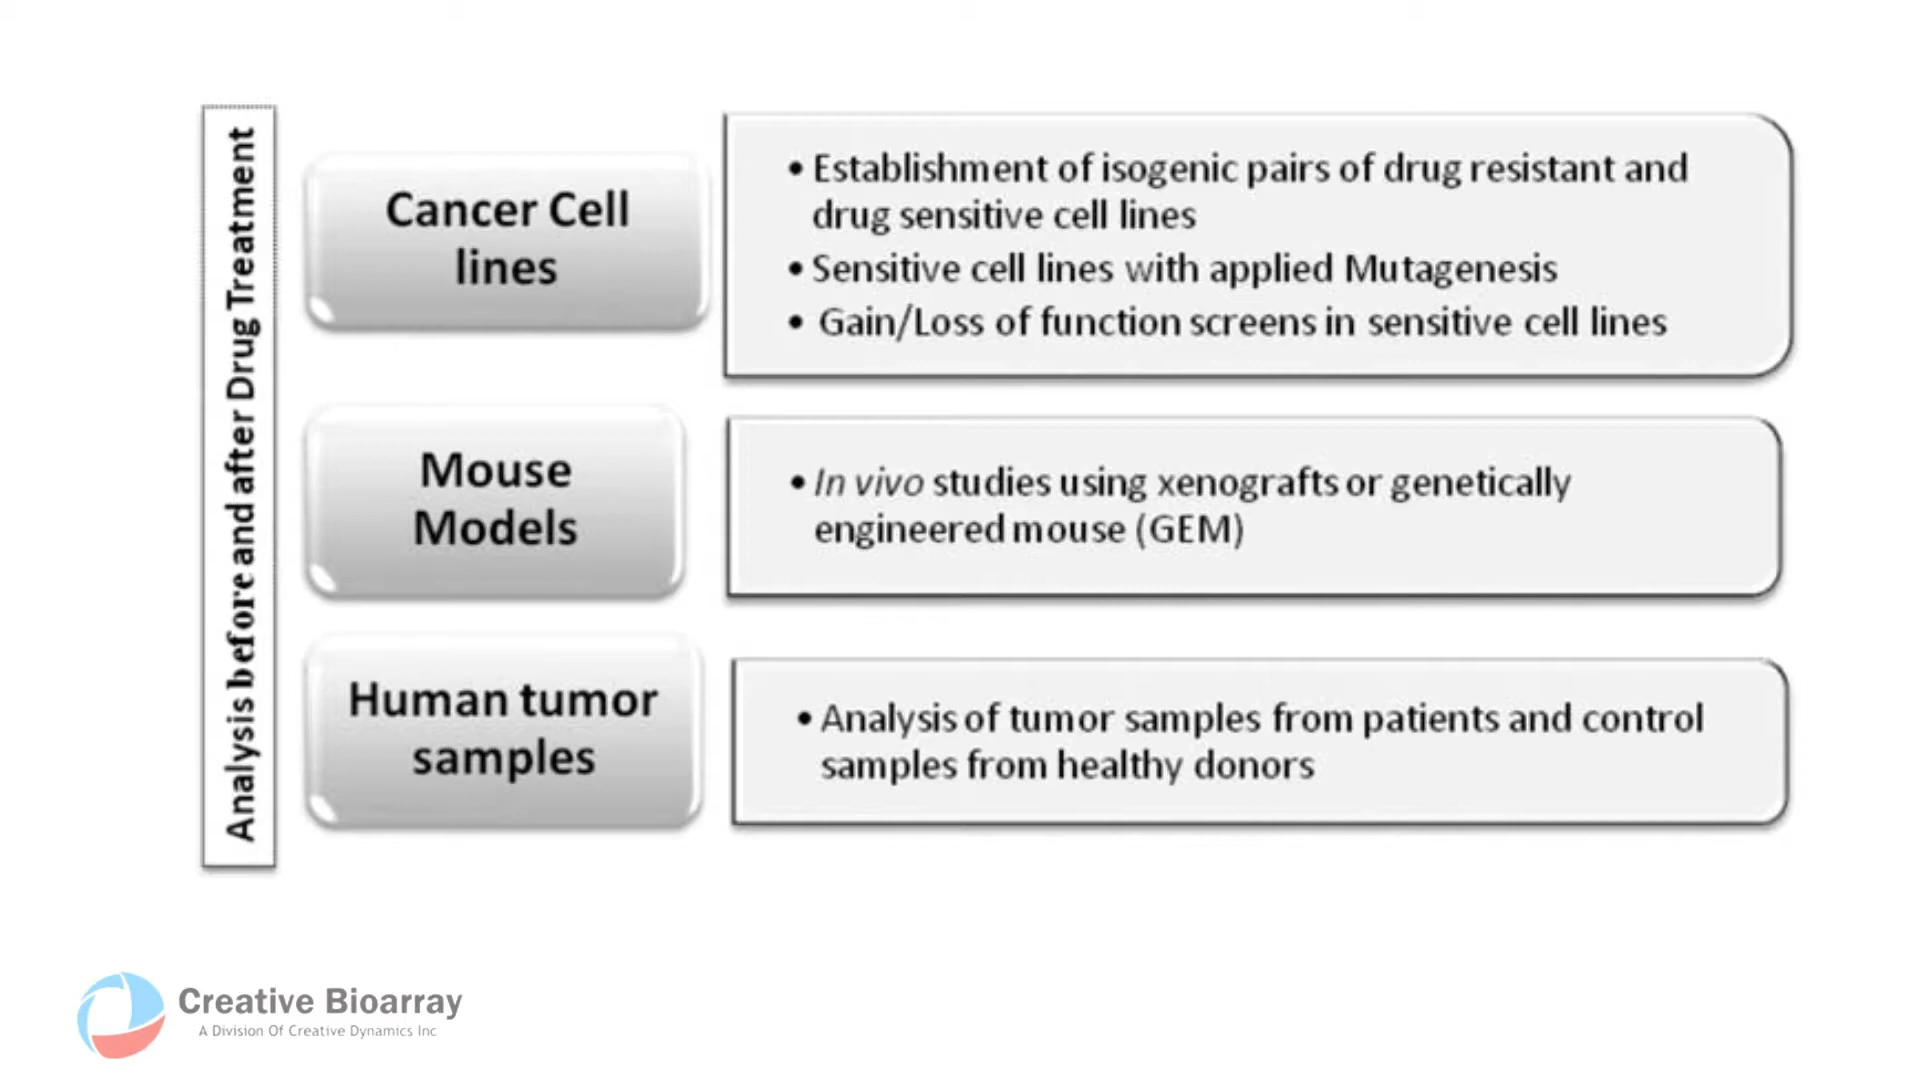 Analysis before and after Drug Treatment
Cancer Cell
lines
• Establishment of isogenic pairs of drug resistant and
drug sensitive cell lines
• Sensitive cell lines with applied Mutagenesis
• Gain/Loss of function screens in sensitive cell lines
Mouse
Models
• In vivo studies using xenografts or genetically
engineered mouse (GEM)
Human tumor
samples
• Analysis of tumor samples from patients and control
samples from healthy donors
Creative Bioarray
A Division Of Creative Dynamics Inc